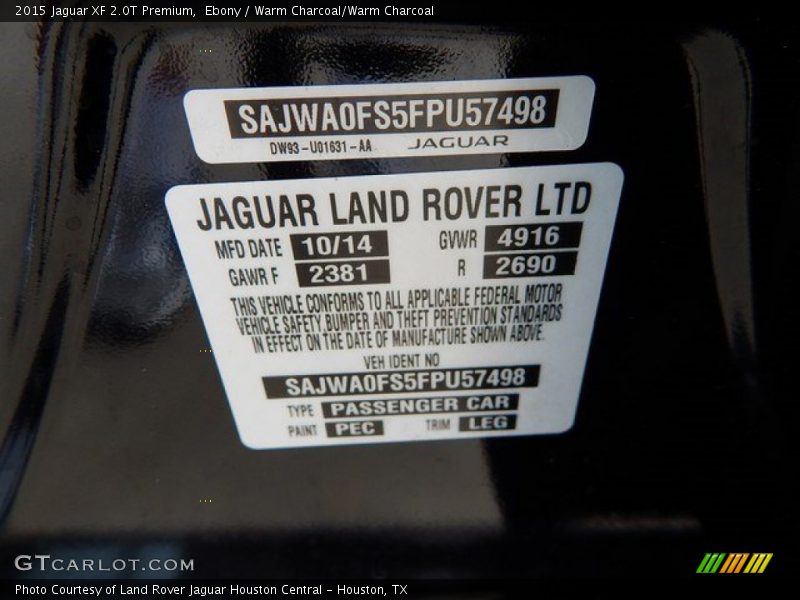 2015 Jaguar XF 2.0T Premium,  Ebony / Warm Charcoal/Warm Charcoal
SAJWA0FS5FPU57498
DW93-U01631-AA JAGUAR
JAGUAR LAND ROVER LTD
MFD DATE 10/14 GVWR 4916
GAWR F 2381 R 2690
THIS VEHICLE CONFORMS TO ALL APPLICABLE FEDERAL MOTOR
VEHICLE SAFETY,BUMPER AND THEFT PREVENTION STANDARDS
IN EFFECT ON THE DATE OF MANUFACTURE SHOWN ABOVE.
VEH IDENT NO
SAJWA0FS5FPU57498
TYPE PASSENGER CAR
PAINT PEC TRIM LEG
GTCARLOT.COM
Photo Courtesy of Land Rover Jaguar Houston Central - Houston, TX